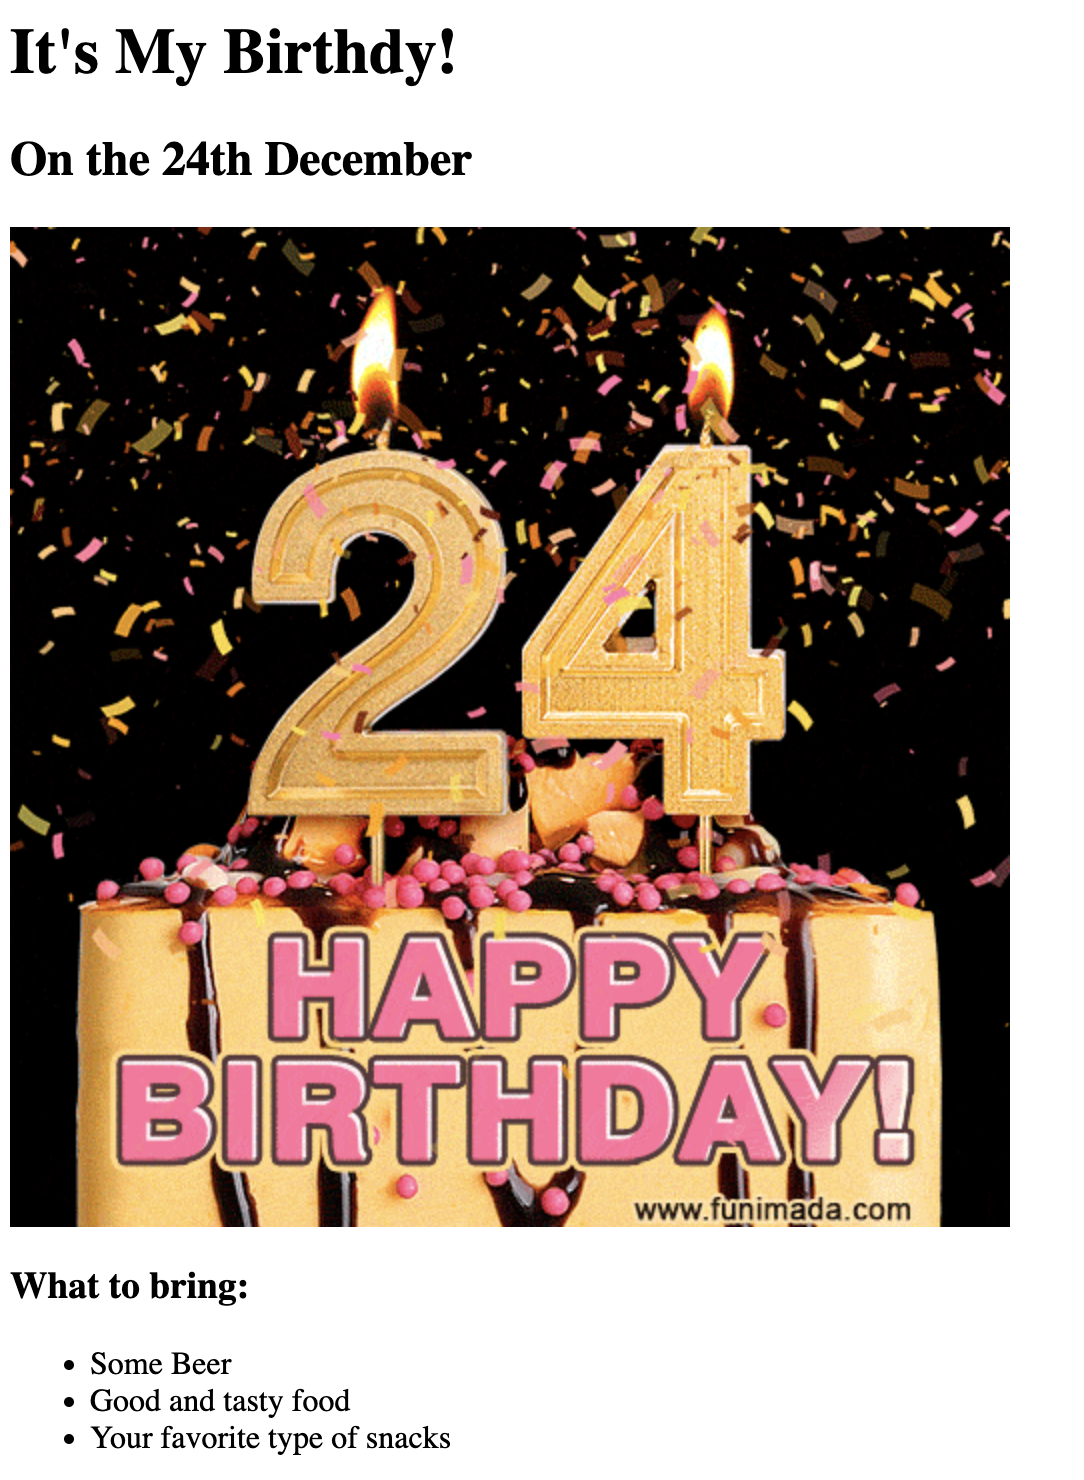 It's My Birthdy!
On the 24th December
24
HAPPY
BIRTHDAY!
www.funimada.com
What to bring:
Some Beer
Good and tasty food
Your favorite type of snacks